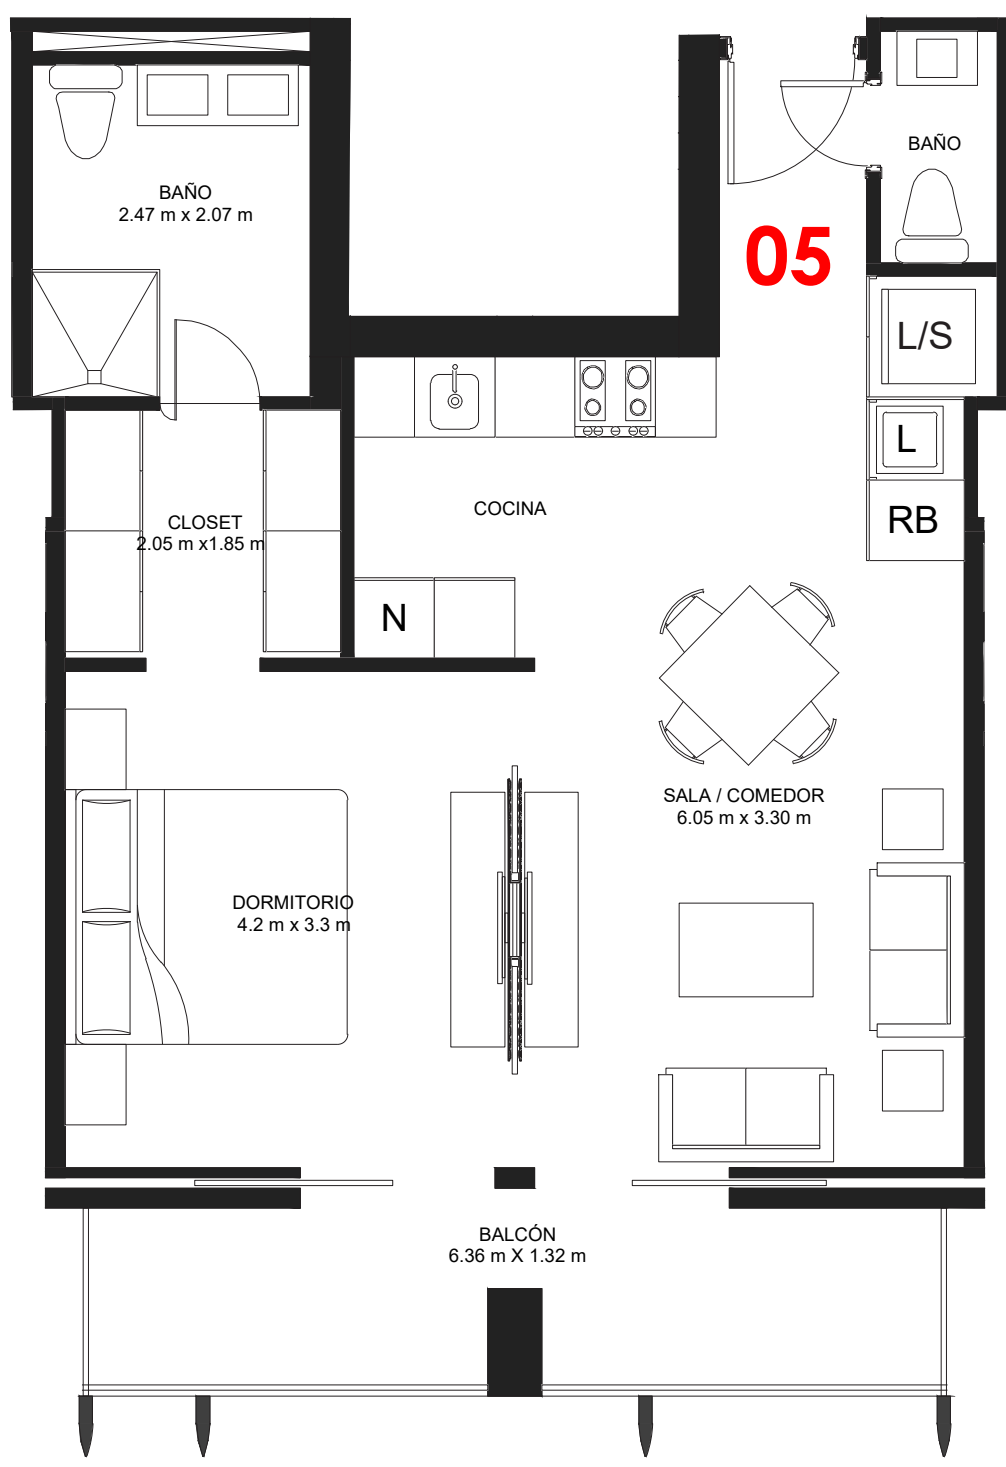 BAÑO
BAÑO
2.47 m x 2.07 m
05
L/S
L
COCINA
RB
CLOSET
2.05 m x1.85 m
N
SALA / COMEDOR
6.05 m x 3.30 m
DORMITORIO
4.2 m x 3.3 m
BALCÓN
6.36 m X 1.32 m